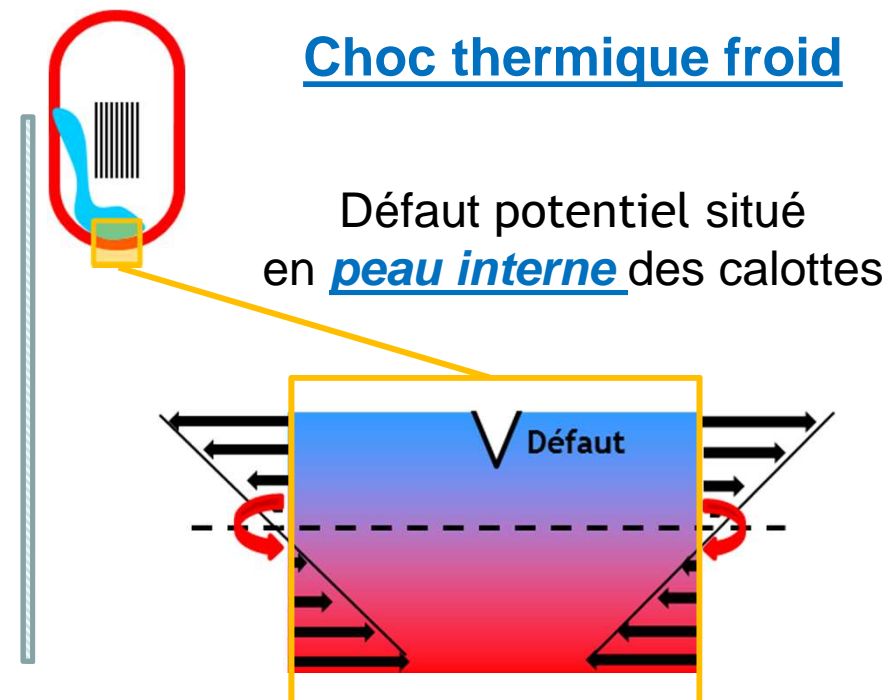 Choc thermique froid
Défaut potentiel situé
en peau interne des calottes
Défaut